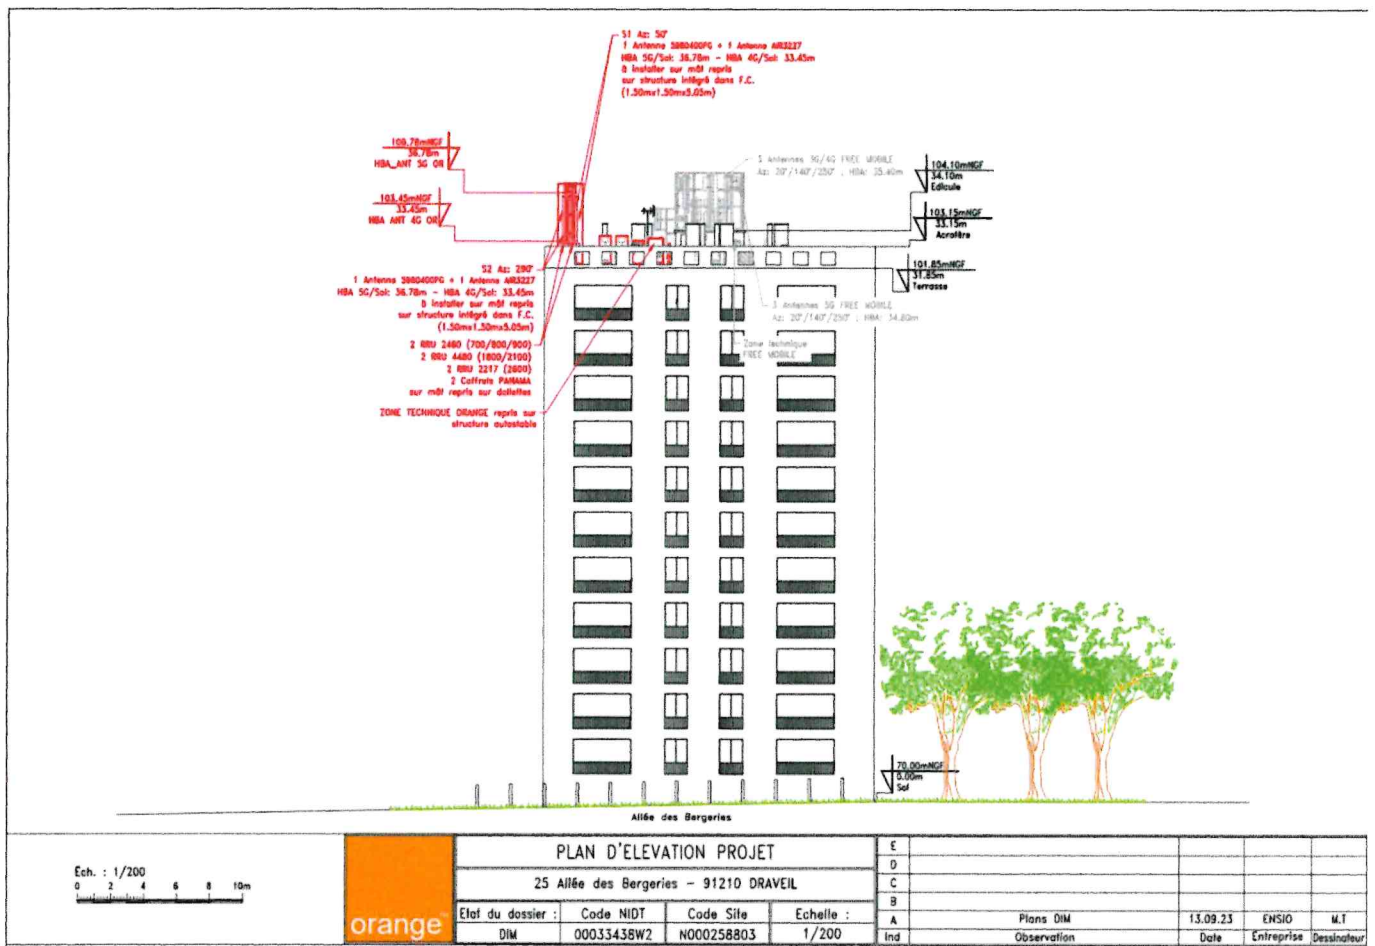 S1 Az: 50°
1 Antenne 5980400PG + 1 Antenne AIR3227
HBA 5G/Sol: 36.78m - HBA 4G/Sol: 33.45m
à installer sur mât repris
sur structure intégré dans F.C.
(1.50mx1.50mx5.05m)
106.78mNGF
36.78m
HBA_ANT 5G OR
103.45mNGF
33.45m
HBA ANT 4G OR
3 Antennes 3G/4G FREE MOBILE
Az: 20°/140°/250° ; HBA: 35.40m
104.10mNGF
34.10m
Edicule
103.15mNGF
33.15m
Acrotère
101.85mNGF
31.85m
Terrasse
S2 Az: 290°
1 Antenne 5980400PG + 1 Antenne AIR3227
HBA 5G/Sol: 36.78m - HBA 4G/Sol: 33.45m
à installer sur mât repris
sur structure intégré dans F.C.
(1.50mx1.50mx5.05m)
2 RRU 2460 (700/800/900)
2 RRU 4480 (1800/2100)
2 RRU 2217 (2600)
2 Coffrets PANAMA
sur mât repris sur dallettes
ZONE TECHNIQUE ORANGE repris sur
structure autostable
3 Antennes 5G FREE MOBILE
Az: 20°/140°/250° ; HBA: 34.80m
Zone technique
FREE MOBILE
70.00mNGF
0.00m
Sol
Allée des Bergeries
Ech. : 1/200
0 2 4 6 8 10m
orange
PLAN D'ELEVATION PROJET
25 Allée des Bergeries - 91210 DRAVEIL
Etat du dossier : Code NIDT Code Site Echelle :
DIM 00033438W2 N000258803 1/200
E
D
C
B
A Plans DIM 13.09.23 ENSIO M.T
Ind Observation Date Entreprise Dessinateur